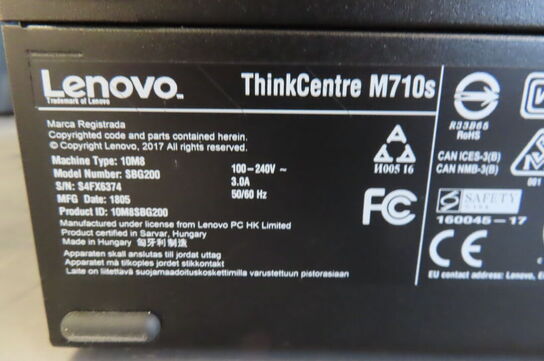 Lenovo.
Trademark of Lenovo
ThinkCentre M710s
Marca Registrada
Copyrighted code and parts contained herein.
© Copyright Lenovo, 2017 All rights reserved.
Machine Type: 10M8
Model Number: SBG200
S/N: S4FX6374
MFG Date: 1805
Product ID: 10M8SBG200
100-240V ~
3.0A
50/60 Hz
Manufactured under license from Lenovo PC HK Limited
Product certified in Sarvar, Hungary
Made in Hungary 匈牙利制造
Apparaten skall anslutas till jordat uttag
Apparatet må tilkoples jordet stikkontakt
Laite on liitettävä suojamaadoituskoskettimilla varustettuun pistorasiaan
И005 16
FC
R33B65
RoHS
CAN ICES-3(B)
CAN NMB-3(B)
SAFETY
160045-17
CE
EU contact address: Lenovo,
001